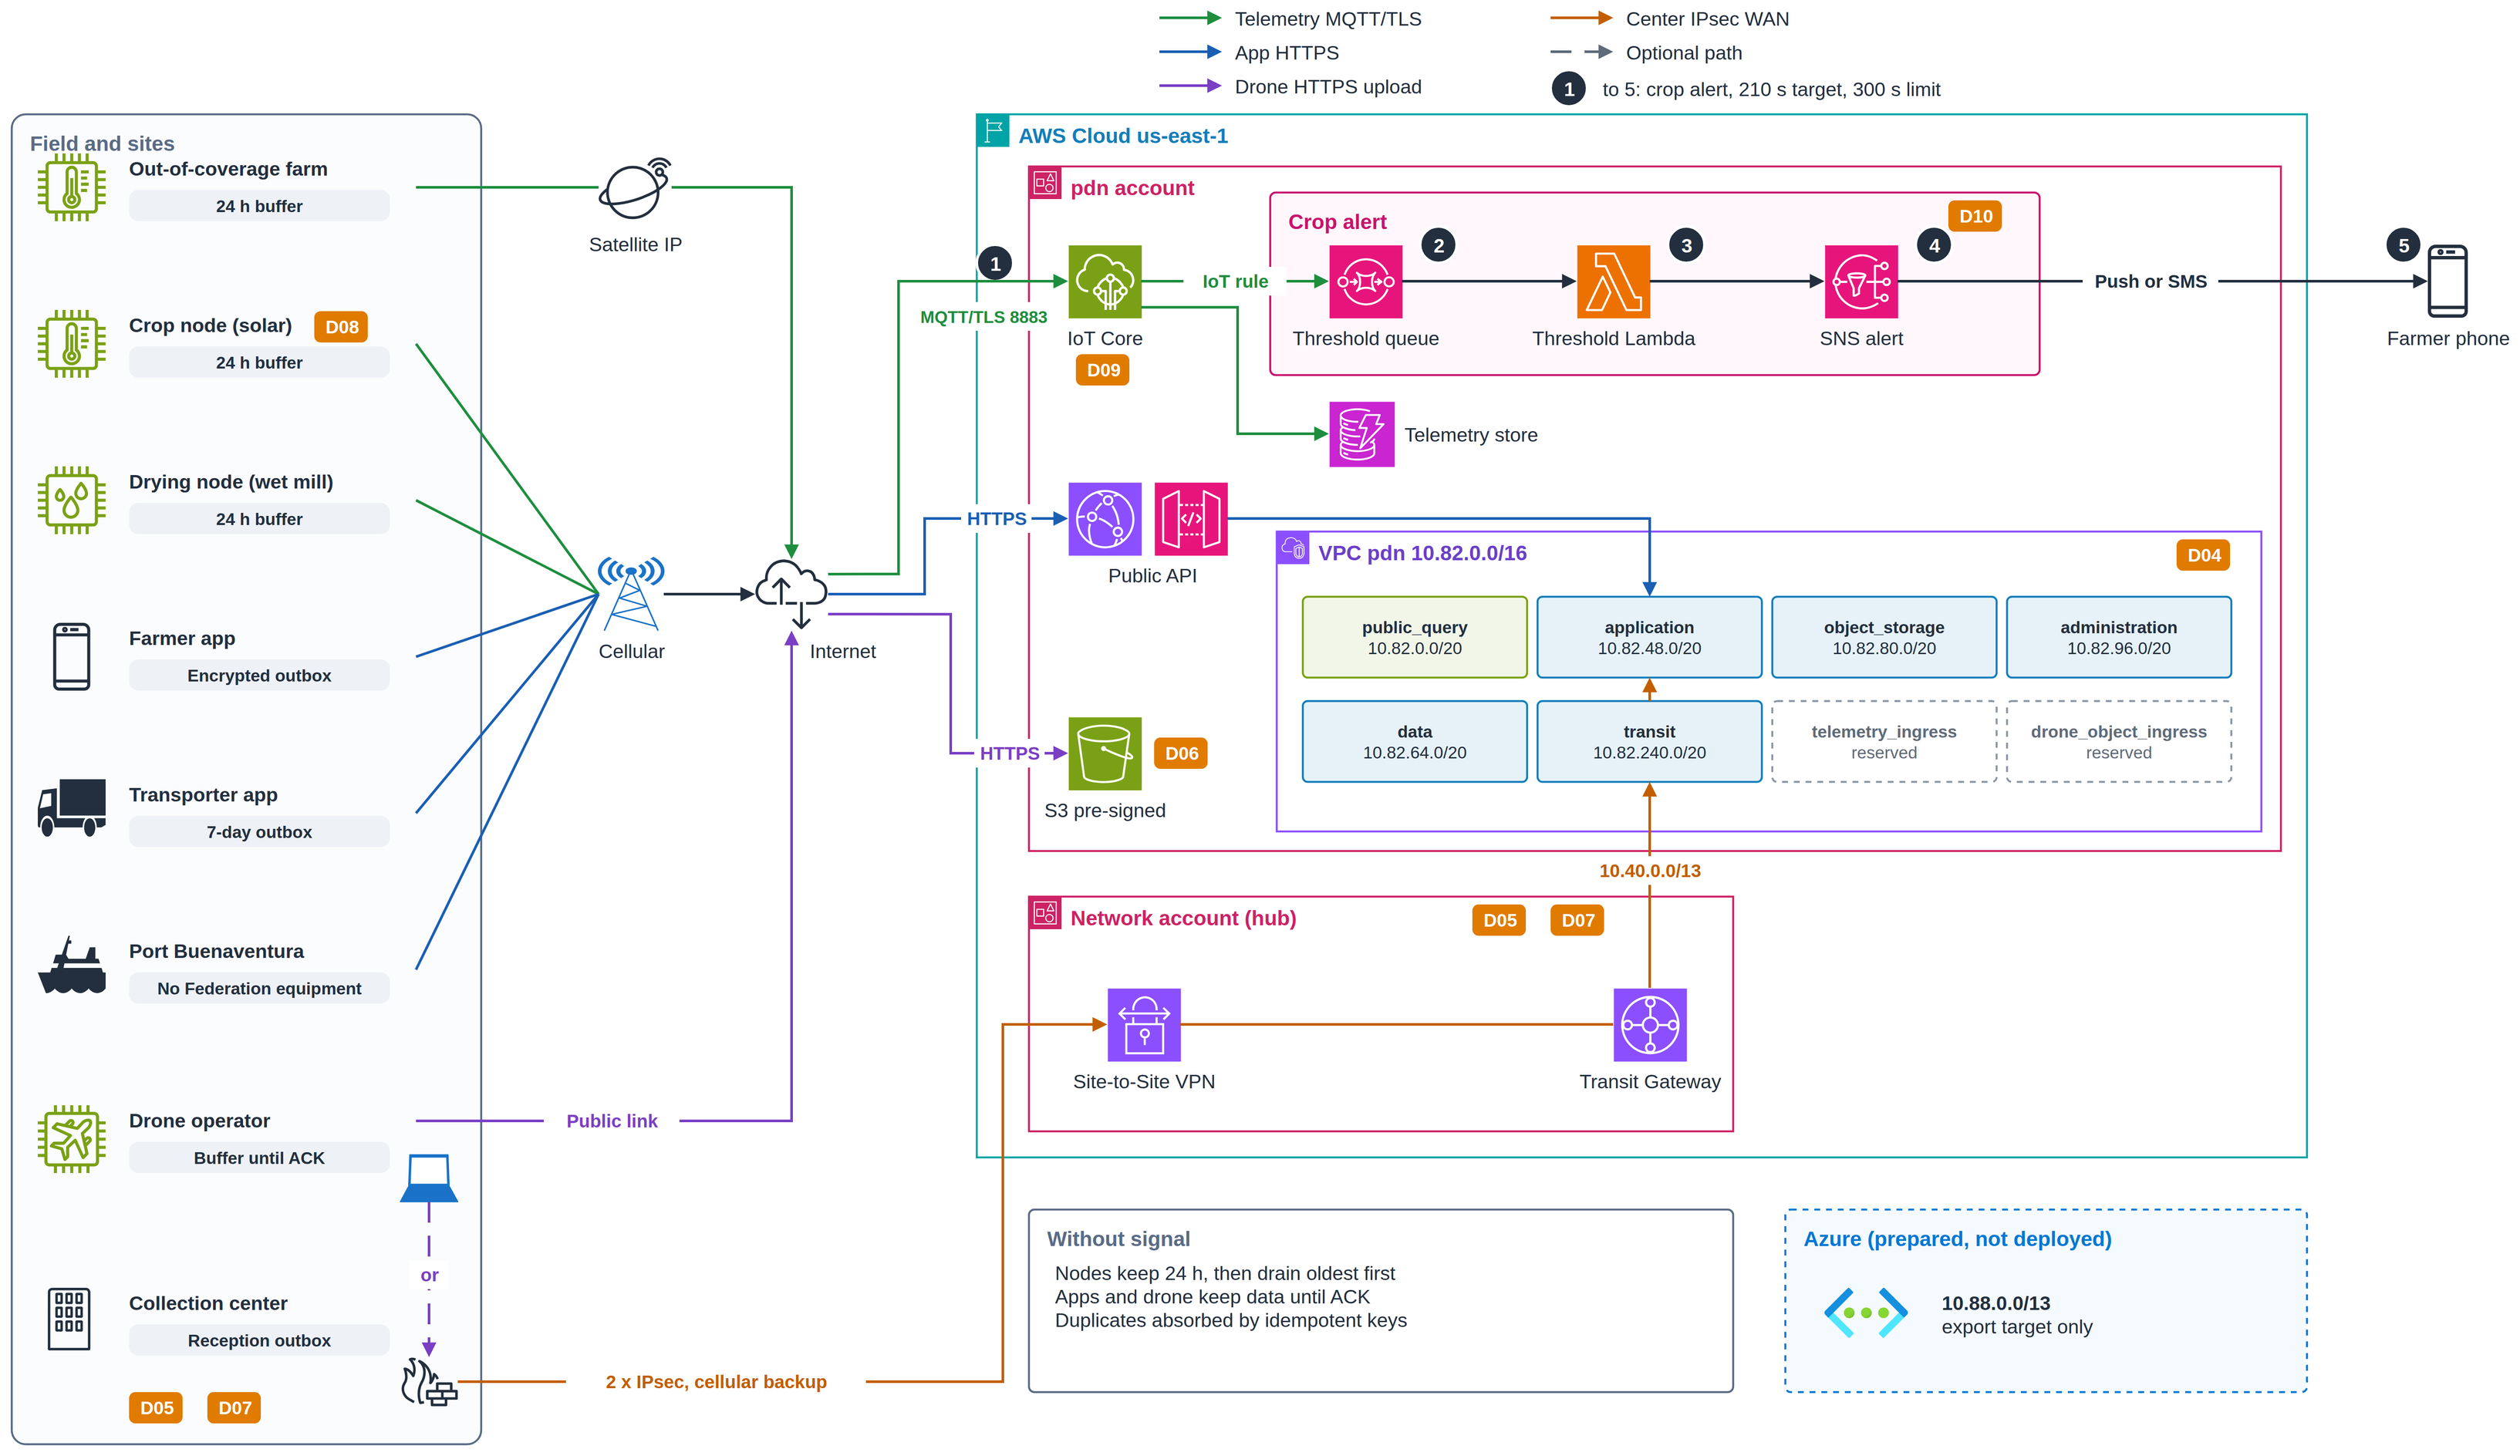 Telemetry MQTT/TLS
App HTTPS
Drone HTTPS upload
Center IPsec WAN
Optional path
1 to 5: crop alert, 210 s target, 300 s limit
Field and sites
Out-of-coverage farm
24 h buffer
Crop node (solar)
D08
24 h buffer
Drying node (wet mill)
24 h buffer
Farmer app
Encrypted outbox
Transporter app
7-day outbox
Port Buenaventura
No Federation equipment
Drone operator
Buffer until ACK
or
Collection center
Reception outbox
D05
D07
Satellite IP
Cellular
Internet
Public link
2 x IPsec, cellular backup
AWS Cloud us-east-1
pdn account
1
MQTT/TLS 8883
IoT Core
D09
IoT rule
Crop alert
D10
2
3
4
Threshold queue
Threshold Lambda
SNS alert
Push or SMS
5
Farmer phone
Telemetry store
HTTPS
Public API
HTTPS
S3 pre-signed
D06
VPC pdn 10.82.0.0/16
D04
public_query
10.82.0.0/20
application
10.82.48.0/20
object_storage
10.82.80.0/20
administration
10.82.96.0/20
data
10.82.64.0/20
transit
10.82.240.0/20
telemetry_ingress
reserved
drone_object_ingress
reserved
10.40.0.0/13
Network account (hub)
D05
D07
Site-to-Site VPN
Transit Gateway
Without signal
Nodes keep 24 h, then drain oldest first
Apps and drone keep data until ACK
Duplicates absorbed by idempotent keys
Azure (prepared, not deployed)
10.88.0.0/13
export target only